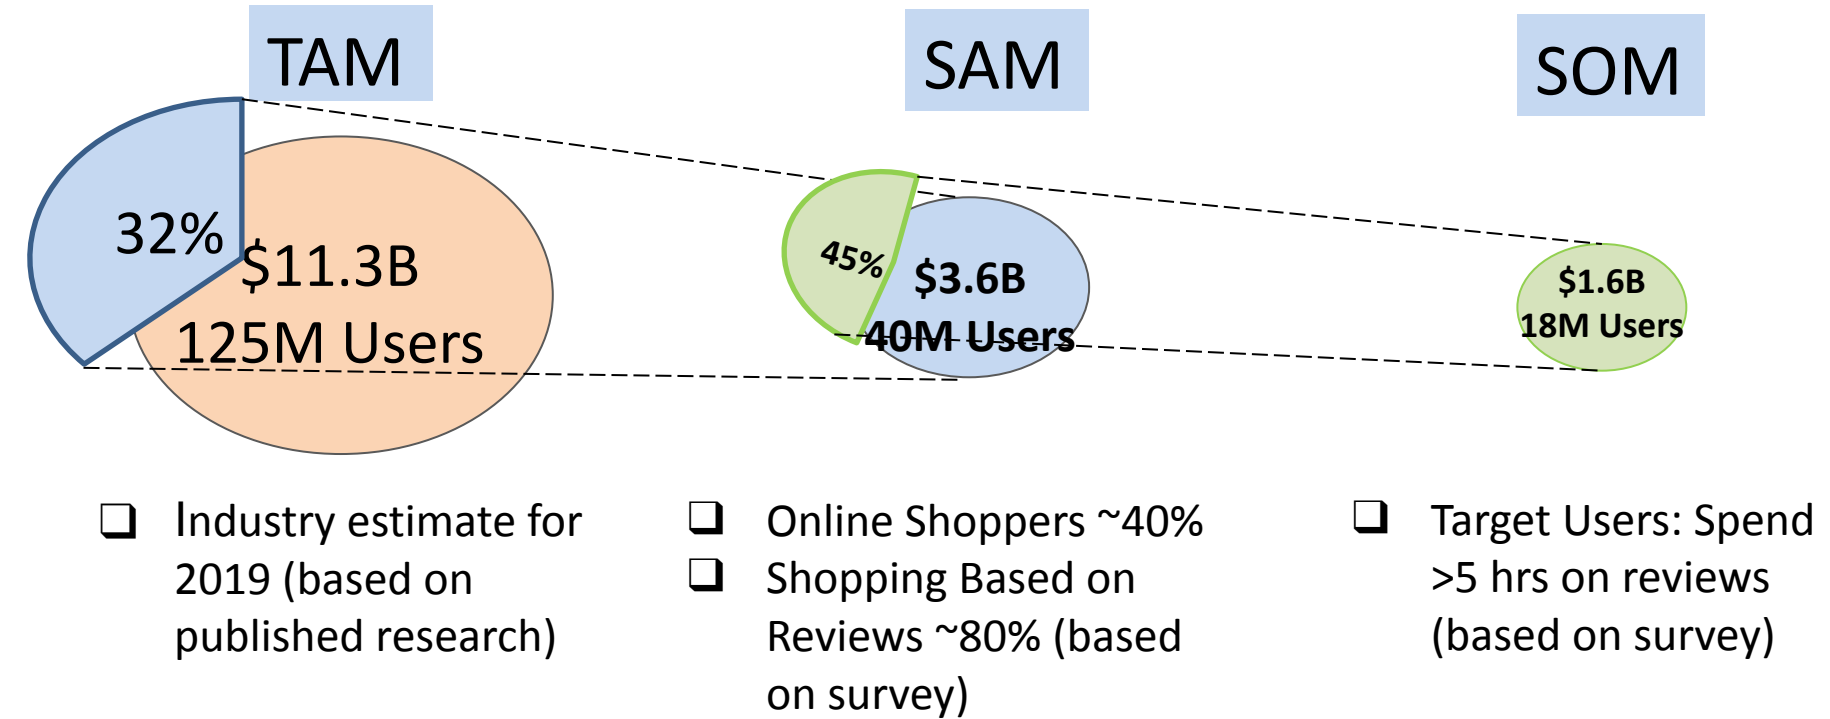 TAM
32%
$11.3B
125M Users
❑ Industry estimate for
2019 (based on
published research)
SAM
45%
$3.6B
40M Users
❑ Online Shoppers ~40%
❑ Shopping Based on
Reviews ~80% (based
on survey)
SOM
$1.6B
18M Users
❑ Target Users: Spend
>5 hrs on reviews
(based on survey)